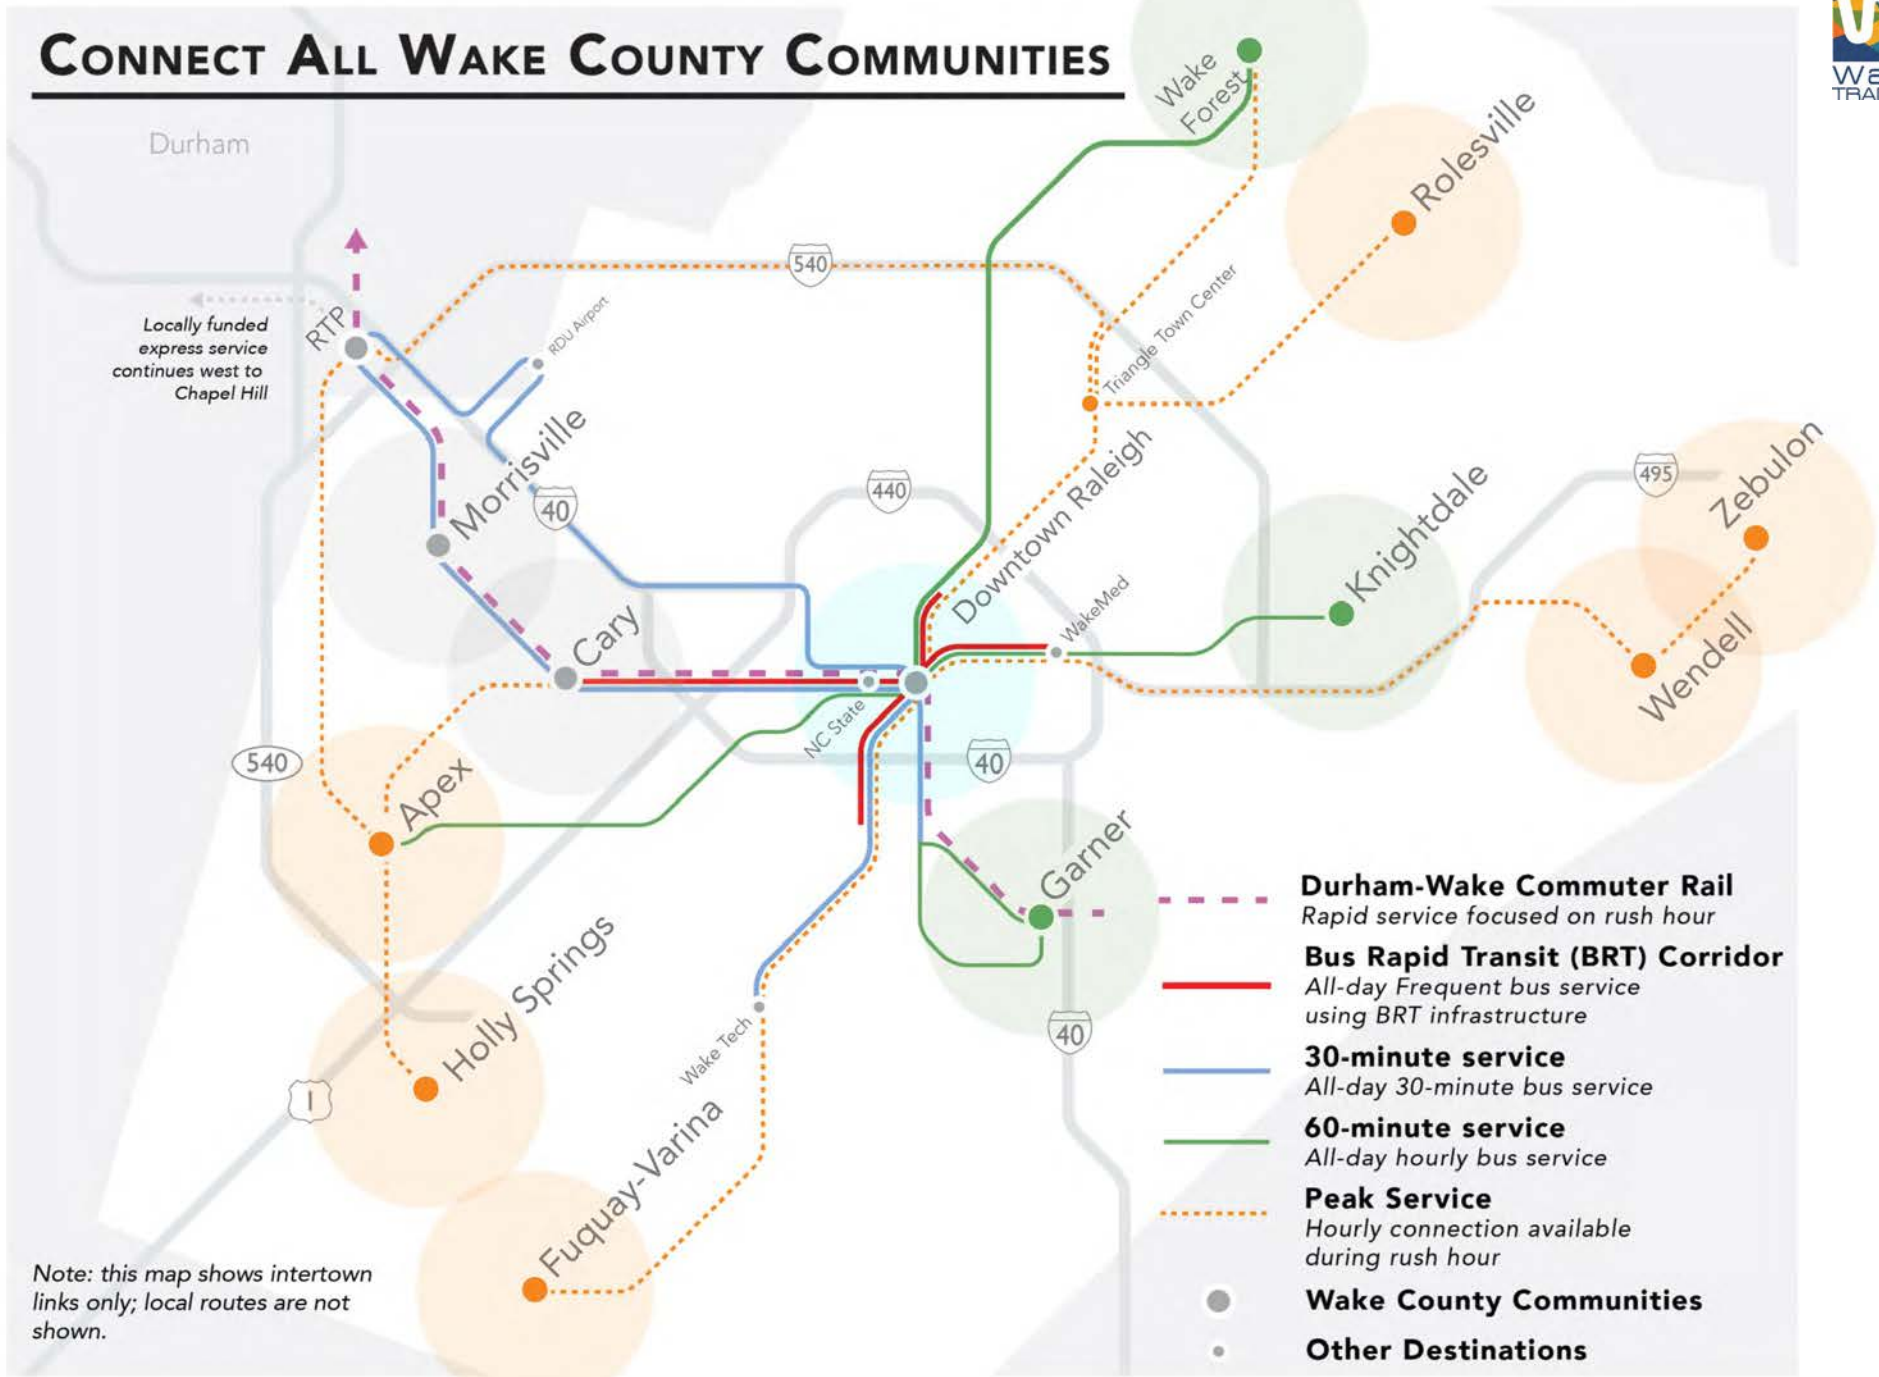 CONNECT ALL WAKE COUNTY COMMUNITIES
Durham
Wake
Forest
Rolesville
540
Triangle Town Center
RTP
RDU Airport
Locally funded
express service
continues west to
Chapel Hill
Morrisville
40
440
Downtown Raleigh
Knightdale
495
Zebulon
Cary
WakeMed
Wendell
NC State
540
Apex
40
Garner
Holly Springs
Wake Tech
40
1
Fuquay-Varina
Durham-Wake Commuter Rail
Rapid service focused on rush hour
Bus Rapid Transit (BRT) Corridor
All-day Frequent bus service
using BRT infrastructure
30-minute service
All-day 30-minute bus service
60-minute service
All-day hourly bus service
Peak Service
Hourly connection available
during rush hour
Wake County Communities
Other Destinations
Note: this map shows intertown
links only; local routes are not
shown.